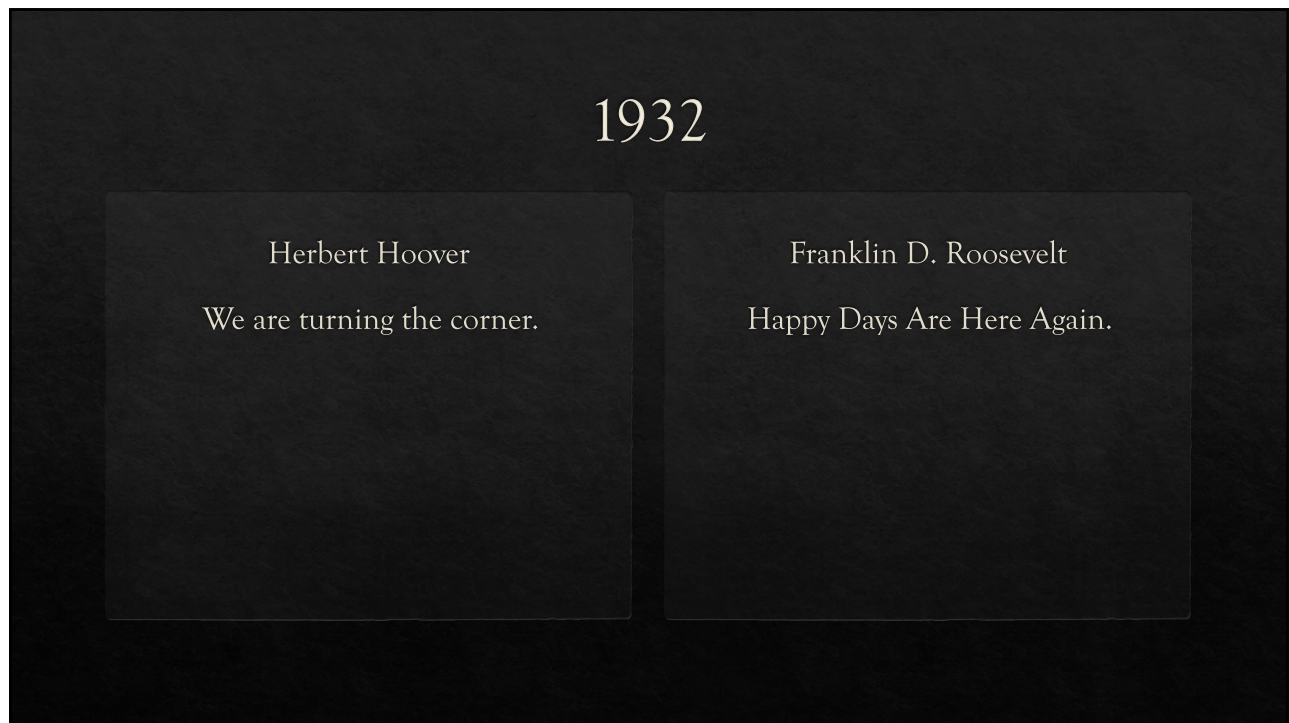 1932
Herbert Hoover
We are turning the corner.
Franklin D. Roosevelt
Happy Days Are Here Again.